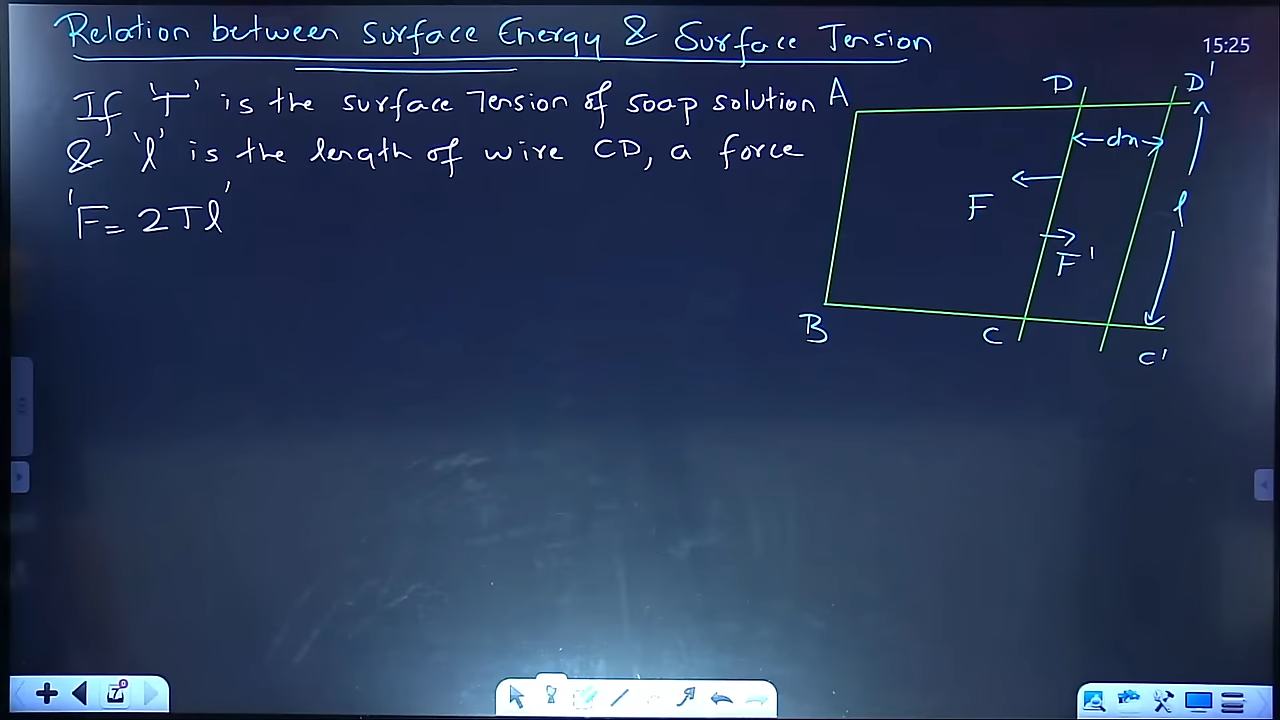 Relation between Surface Energy & Surface Tension
15:25
If 'T' is the surface Tension of soap solution
& 'l' is the length of wire CD, a force
'F = 2Tl'
A
D
D'
dx
F
l
F'
B
C
C'